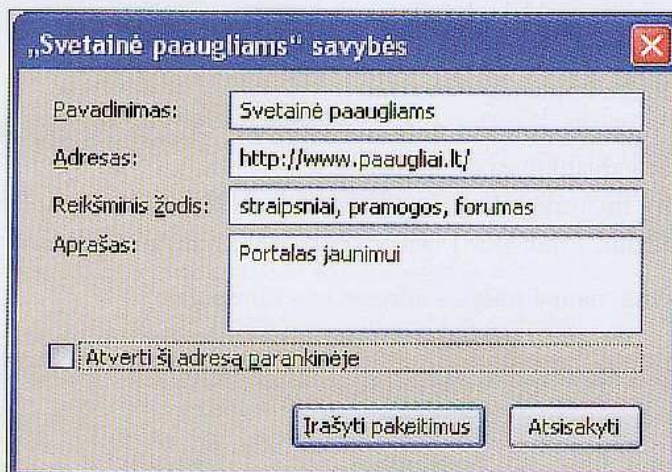 „Svetainė paaugliams“ savybės
Pavadinimas: Svetainė paaugliams
Adresas: http://www.paaugliai.lt/
Reikšminis žodis: straipsniai, pramogos, forumas
Aprašas: Portalas jaunimui
Atverti šį adresą parankinėje
Įrašyti pakeitimus Atsisakyti